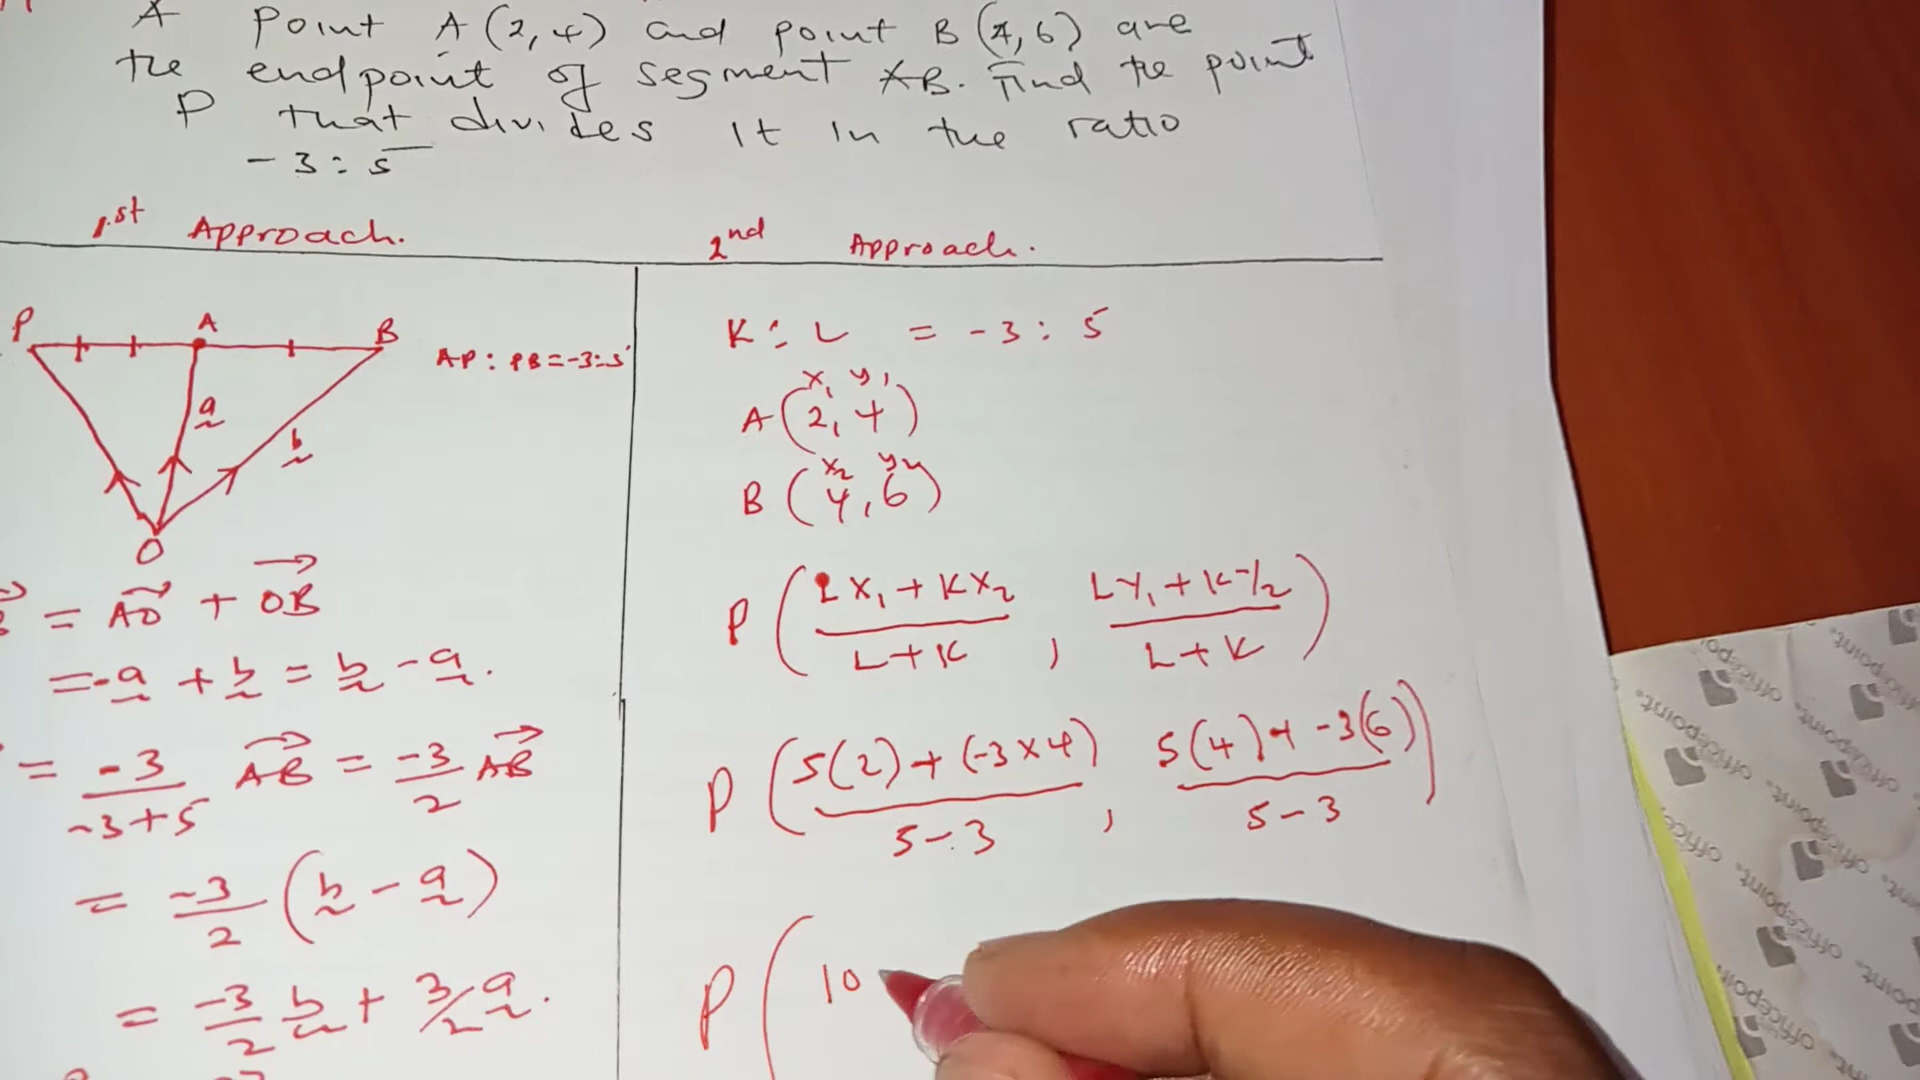 A point A(2,4) and point B(4,6) are
the endpoint of segment AB. Find the point
P that divides it in the ratio
-3:5
1.st Approach.
2nd Approach.
P A B
AP : PB = -3:5
a
b
O
= AO + OB
= -a + b = b - a.
= -3/(-3+5) AB = -3/2 AB
= -3/2 (b - a)
= -3/2 b + 3/2 a.
K : L = -3 : 5
x1 y1
A(2,4)
x2 y2
B(4,6)
P((Lx1 + Kx2)/(L+K), (Ly1 + Ky2)/(L+K))
P((5(2) + (-3×4))/(5-3), (5(4) + -3(6))/(5-3))
P( 10
officepoint.